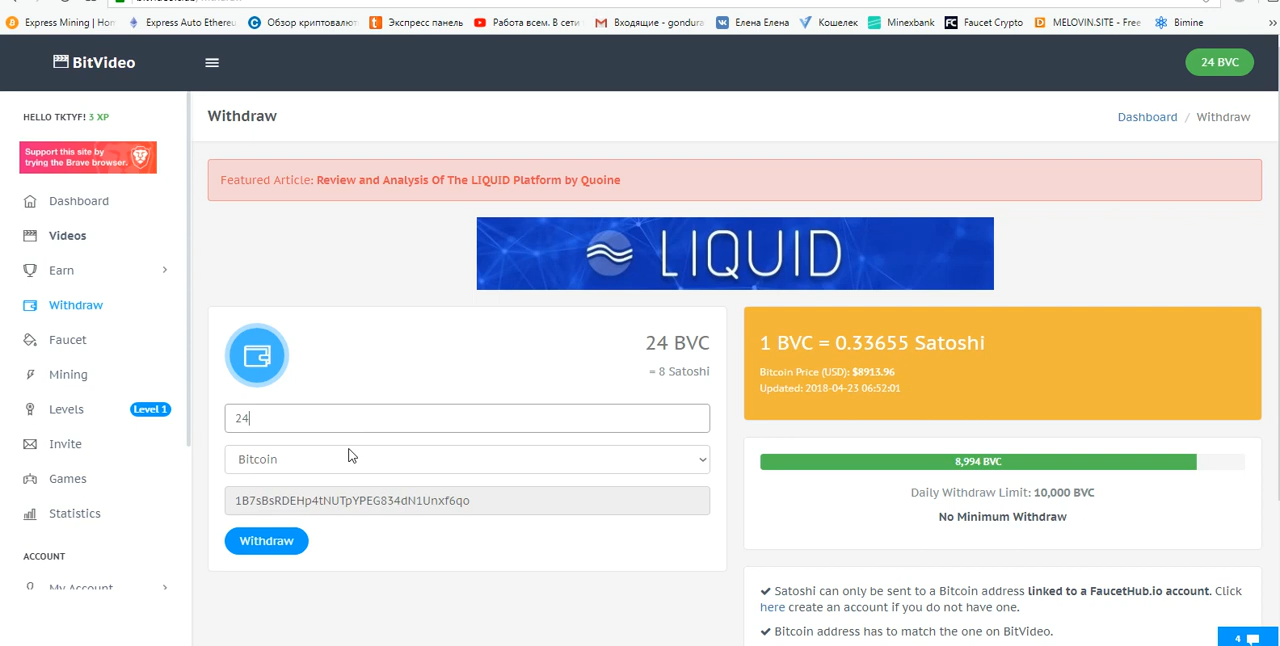 Express Mining | Hom
Express Auto Ethereu
Обзор криптовалют
Экспресс панель
Работа всем. В сети
Входящие - gondura
Елена Елена
Кошелек
Minexbank
Faucet Crypto
MELOVIN.SITE - Free
Bimine
»
BitVideo
24 BVC
HELLO TKTYF! 3 XP
Support this site by
trying the Brave browser.
Dashboard
Videos
Earn
Withdraw
Faucet
Mining
Levels
Level 1
Invite
Games
Statistics
ACCOUNT
My Account
Withdraw
Dashboard / Withdraw
Featured Article: Review and Analysis Of The LIQUID Platform by Quoine
LIQUID
24 BVC
= 8 Satoshi
24
Bitcoin
1B7sBsRDEHp4tNUTpYPEG834dN1Unxf6qo
Withdraw
1 BVC = 0.33655 Satoshi
Bitcoin Price (USD): $8913.96
Updated: 2018-04-23 06:52:01
8,994 BVC
Daily Withdraw Limit: 10,000 BVC
No Minimum Withdraw
✔ Satoshi can only be sent to a Bitcoin address linked to a FaucetHub.io account. Click
here create an account if you do not have one.
✔ Bitcoin address has to match the one on BitVideo.
4